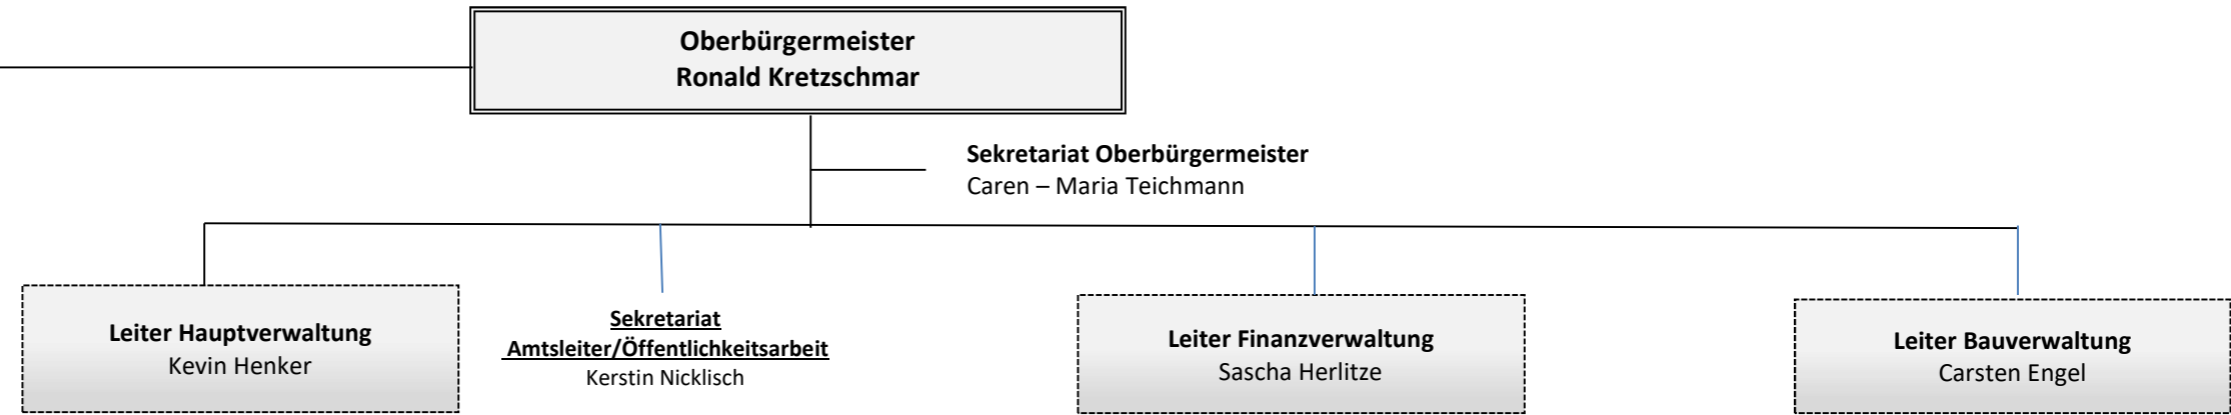 Oberbürgermeister
Ronald Kretzschmar
Sekretariat Oberbürgermeister
Caren – Maria Teichmann
Leiter Hauptverwaltung
Kevin Henker
Sekretariat
Amtsleiter/Öffentlichkeitsarbeit
Kerstin Nicklisch
Leiter Finanzverwaltung
Sascha Herlitze
Leiter Bauverwaltung
Carsten Engel